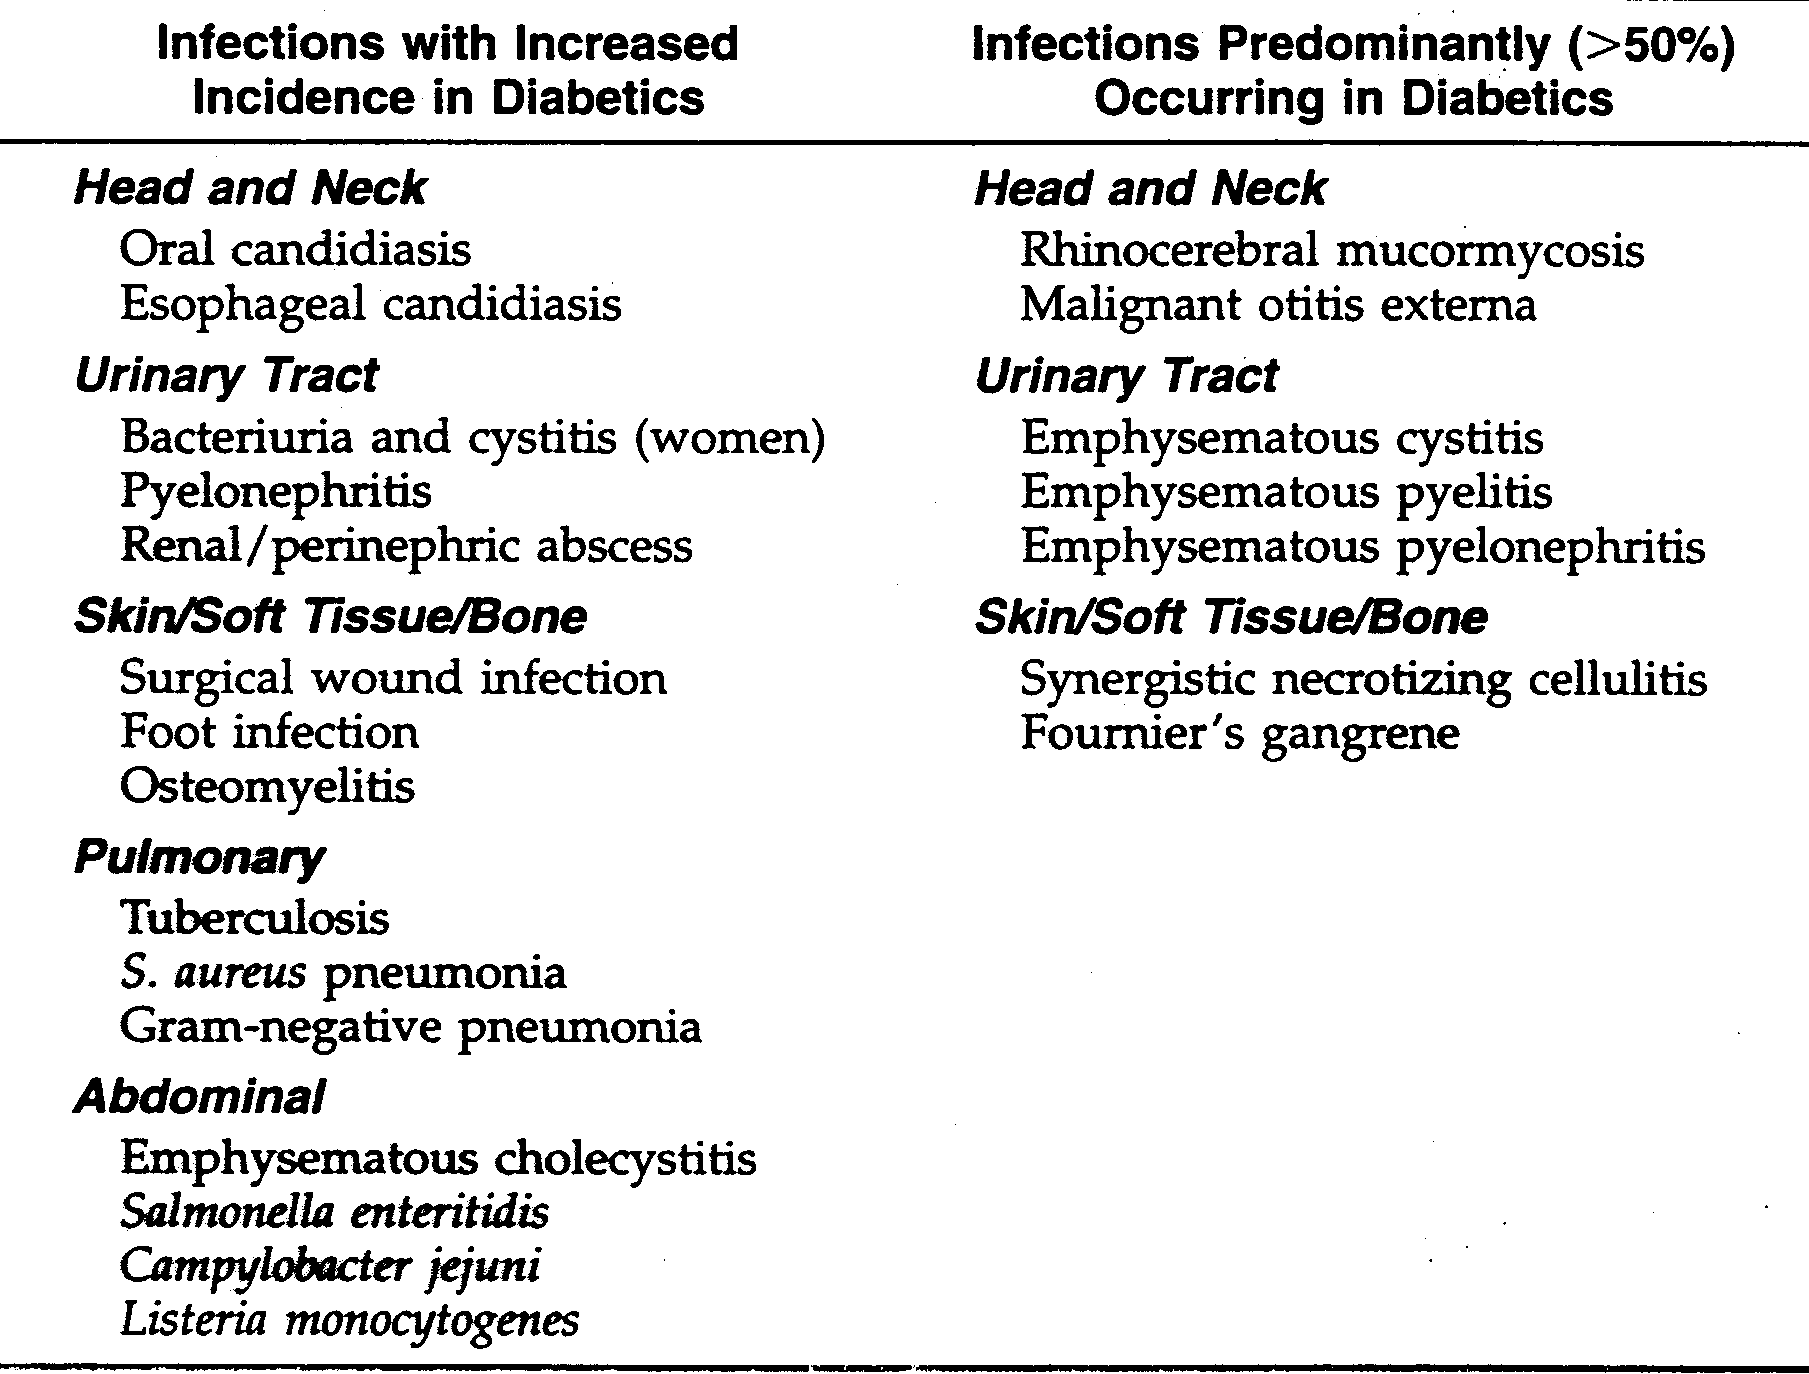 Infections with Increased
Incidence in Diabetics
Head and Neck
Oral candidiasis
Esophageal candidiasis
Urinary Tract
Bacteriuria and cystitis (women)
Pyelonephritis
Renal/perinephric abscess
Skin/Soft Tissue/Bone
Surgical wound infection
Foot infection
Osteomyelitis
Pulmonary
Tuberculosis
S. aureus pneumonia
Gram-negative pneumonia
Abdominal
Emphysematous cholecystitis
Salmonella enteritidis
Campylobacter jejuni
Listeria monocytogenes
Infections Predominantly (>50%)
Occurring in Diabetics
Head and Neck
Rhinocerebral mucormycosis
Malignant otitis externa
Urinary Tract
Emphysematous cystitis
Emphysematous pyelitis
Emphysematous pyelonephritis
Skin/Soft Tissue/Bone
Synergistic necrotizing cellulitis
Fournier's gangrene